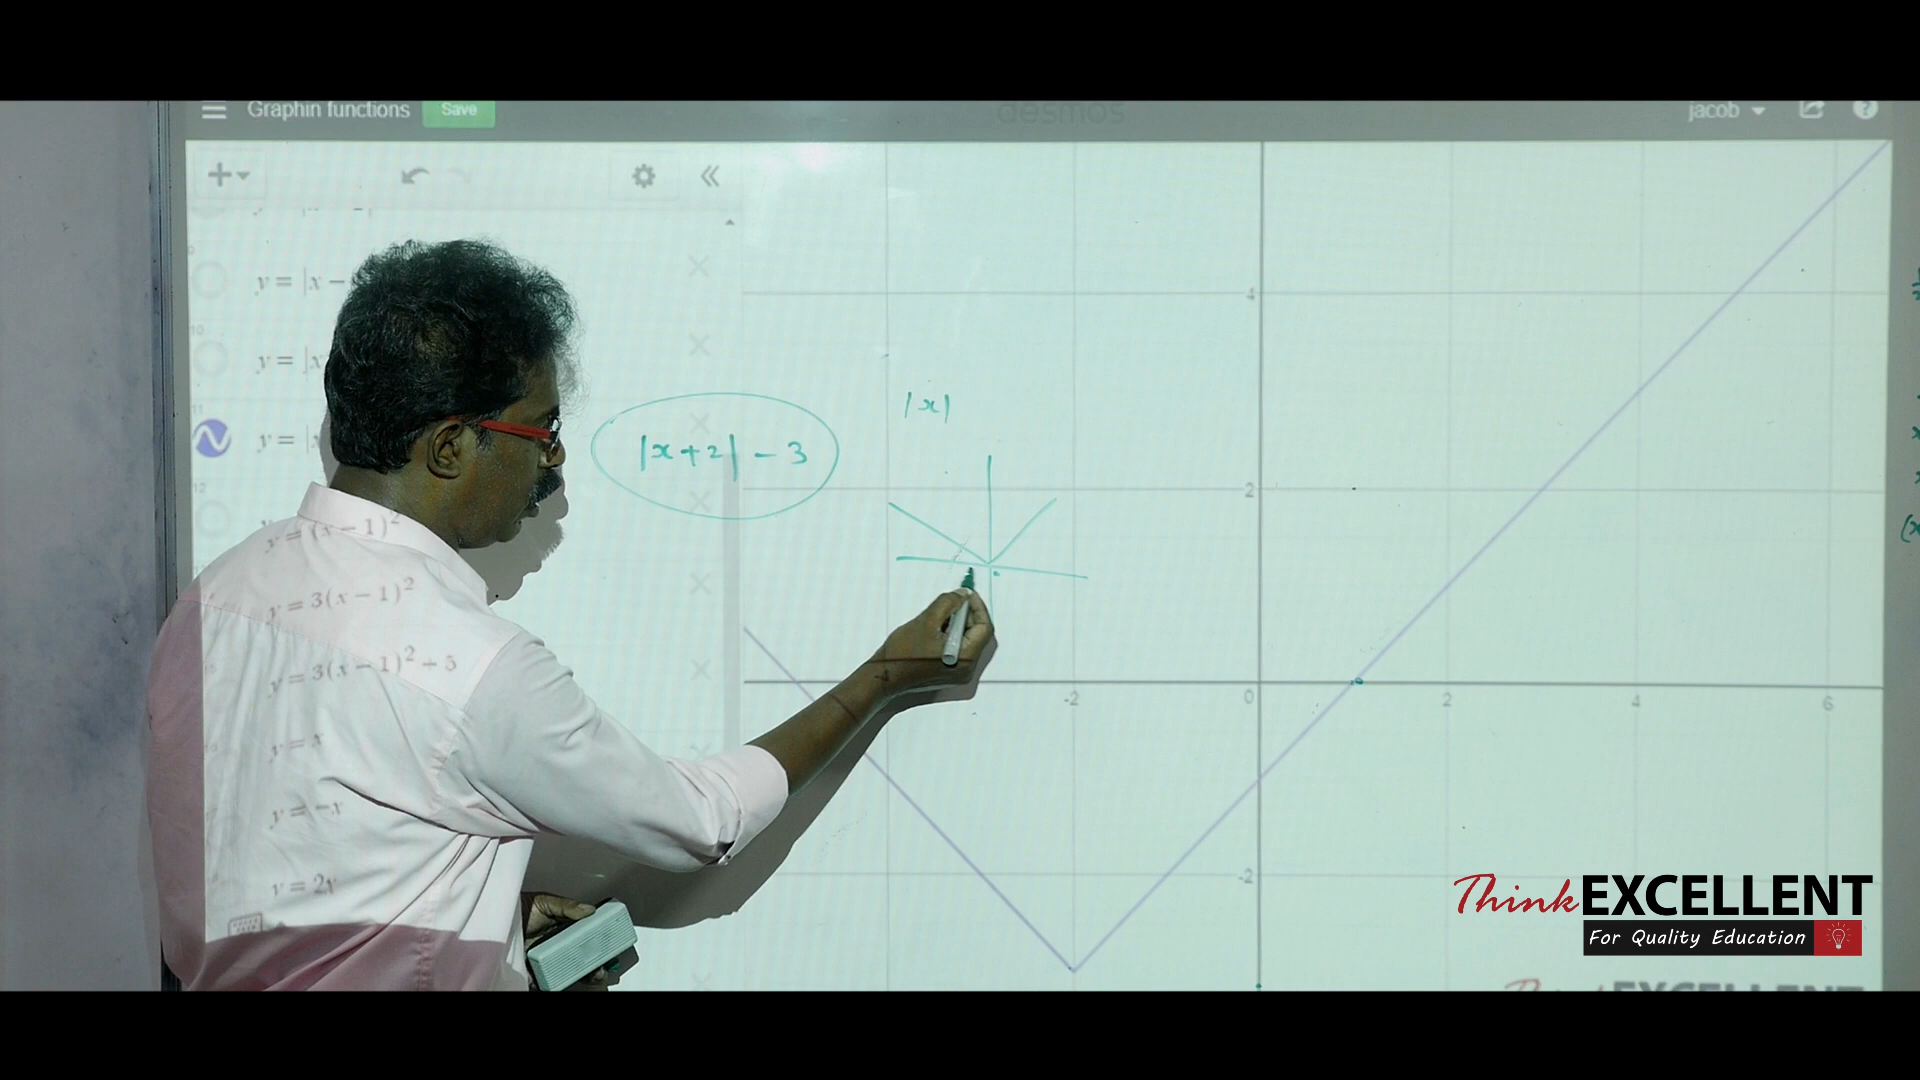 Graphin functions Save desmos jacob
y = |x −
y = |x
y = |x
y = (x − 1)²
y = 3(x − 1)²
y = 3(x − 1)² + 5
y = x
y = −x
y = 2x
|x+2| - 3
|x|
4
2
-2 0 2 4 6
-2
Think EXCELLENT
For Quality Education
EXCELLENT